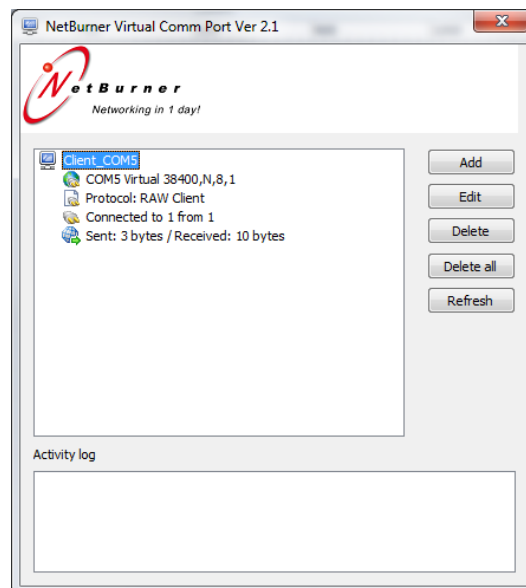 NetBurner Virtual Comm Port Ver 2.1
NetBurner
Networking in 1 day!
Client_COM5
COM5 Virtual 38400,N,8,1
Protocol: RAW Client
Connected to 1 from 1
Sent: 3 bytes / Received: 10 bytes
Add
Edit
Delete
Delete all
Refresh
Activity log